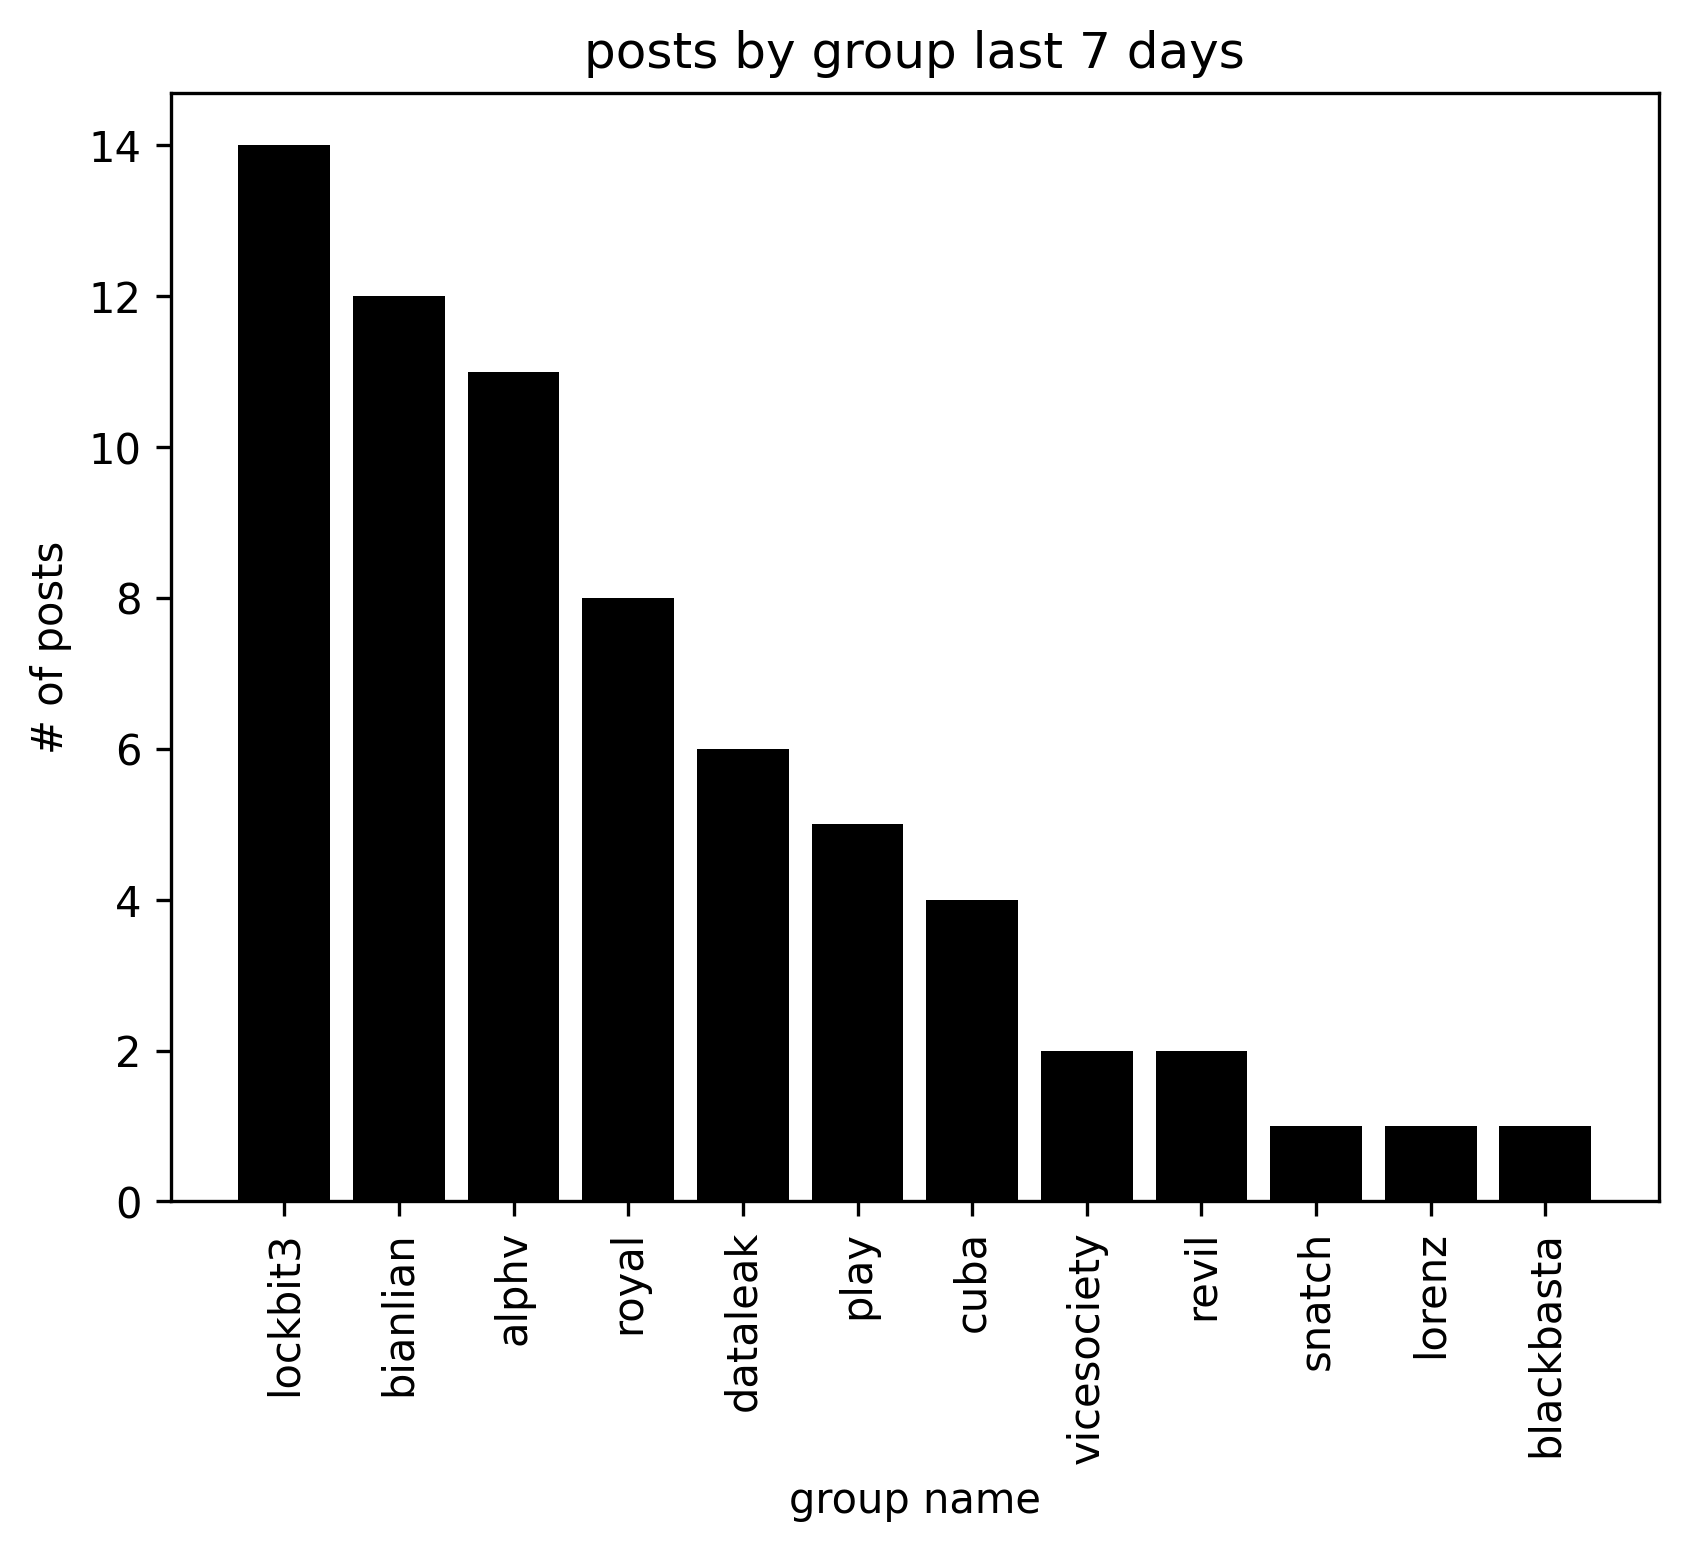 posts by group last 7 days
14
12
10
8
6
4
2
0
# of posts
lockbit3
bianlian
alphv
royal
dataleak
play
cuba
vicesociety
revil
snatch
lorenz
blackbasta
group name